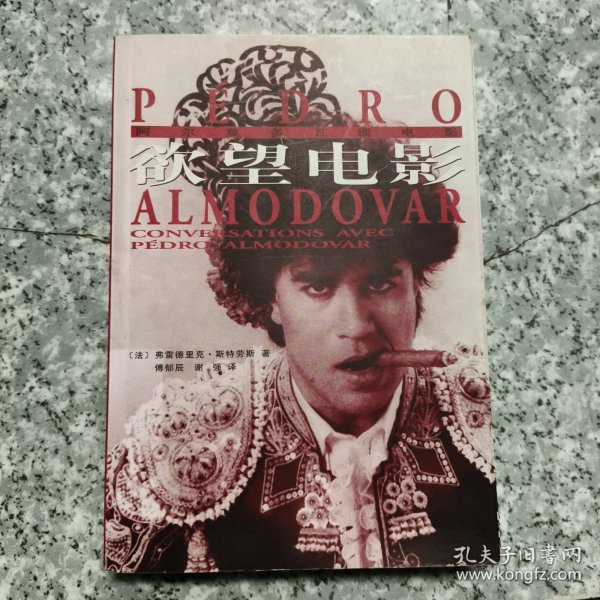 PEDRO
阿尔莫多瓦谈电影
欲望电影
ALMODOVAR
CONVERSATIONS AVEC
PEDRO ALMODOVAR
〔法〕弗雷德里克·斯特劳斯 著
傅郁辰 谢 强 译
孔夫子旧書网
www.kongfz.com